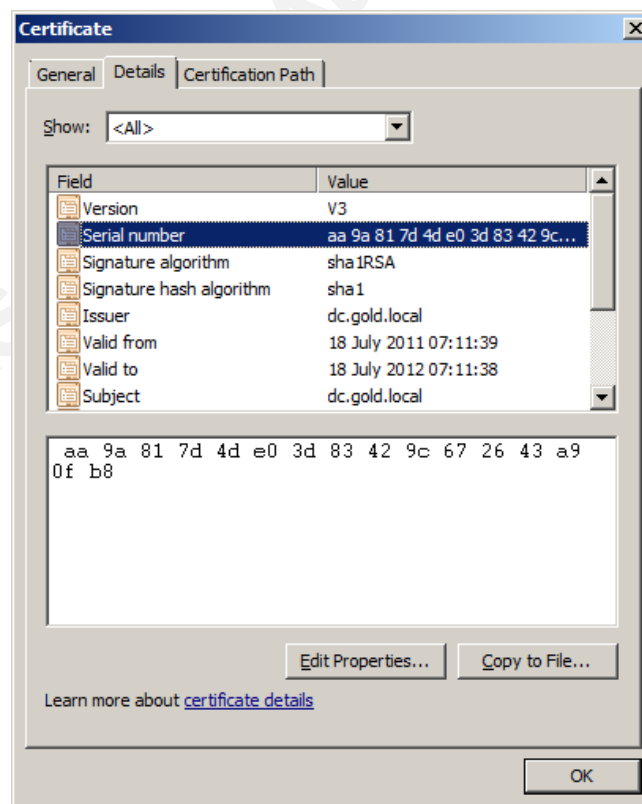 Certificate
General Details Certification Path
Show: <All>
Field Value
Version V3
Serial number aa 9a 81 7d 4d e0 3d 83 42 9c...
Signature algorithm sha1RSA
Signature hash algorithm sha1
Issuer dc.gold.local
Valid from 18 July 2011 07:11:39
Valid to 18 July 2012 07:11:38
Subject dc.gold.local
aa 9a 81 7d 4d e0 3d 83 42 9c 67 26 43 a9
0f b8
Edit Properties... Copy to File...
Learn more about certificate details
OK